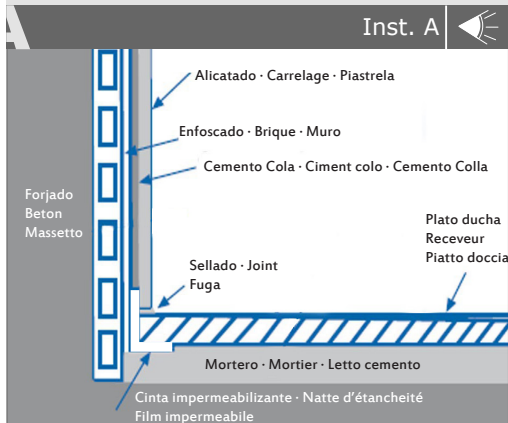 A
Inst. A
Alicatado · Carrelage · Piastrela
Enfoscado · Brique · Muro
Cemento Cola · Ciment colo · Cemento Colla
Forjado
Beton
Massetto
Plato ducha
Receveur
Piatto doccia
Sellado · Joint
Fuga
Mortero · Mortier · Letto cemento
Cinta impermeabilizante · Natte d'étancheité
Film impermeabile